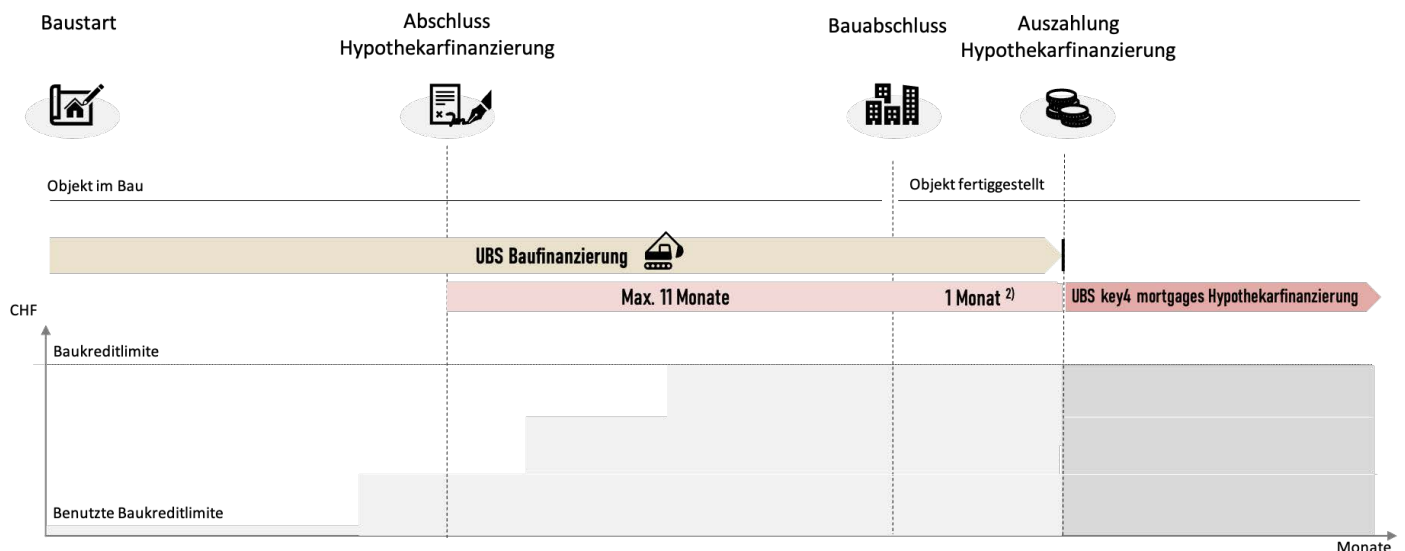 Baustart
Abschluss
Hypothekarfinanzierung
Bauabschluss
Auszahlung
Hypothekarfinanzierung
Objekt im Bau
Objekt fertiggestellt
UBS Baufinanzierung
Max. 11 Monate
1 Monat 2)
UBS key4 mortgages Hypothekarfinanzierung
CHF
Baukreditlimite
Benutzte Baukreditlimite
Monate